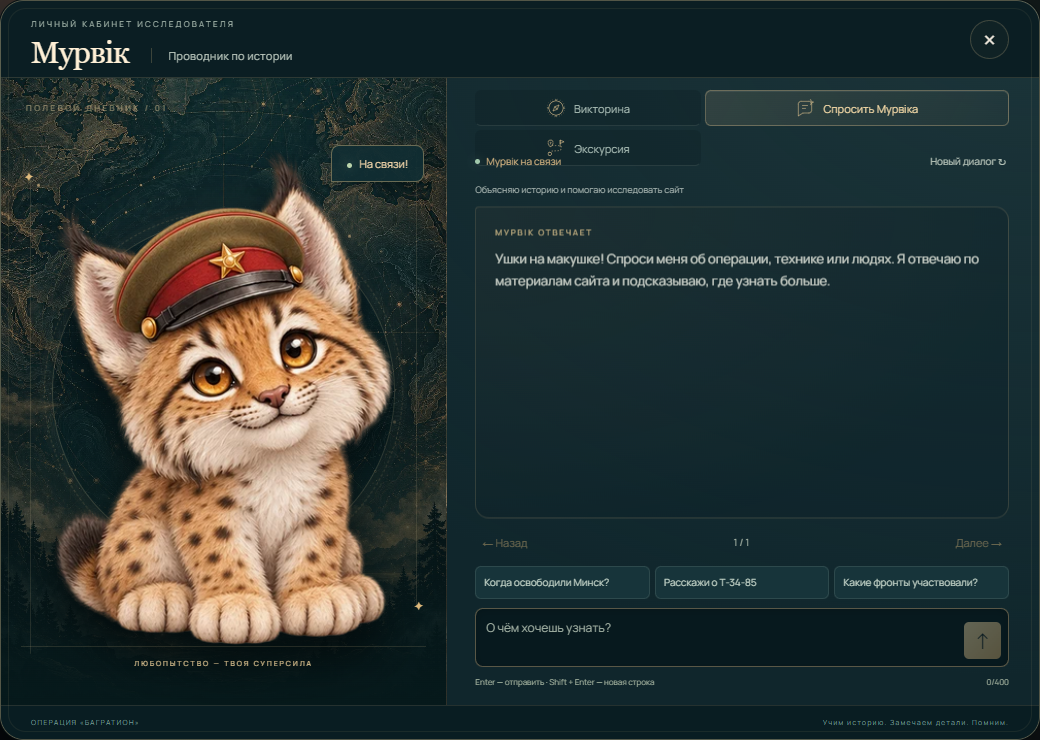 ЛИЧНЫЙ КАБИНЕТ ИССЛЕДОВАТЕЛЯ
Мурвік
Проводник по истории
ПОЛЕВОЙ ДНЕВНИК / 01
На связи!
Викторина
Спросить Мурвіка
Экскурсия
Мурвік на связи
Новый диалог ↻
Объясняю историю и помогаю исследовать сайт
МУРВІК ОТВЕЧАЕТ
Ушки на макушке! Спроси меня об операции, технике или людях. Я отвечаю по
материалам сайта и подсказываю, где узнать больше.
← Назад
1 / 1
Далее →
Когда освободили Минск?
Расскажи о Т-34-85
Какие фронты участвовали?
О чём хочешь узнать?
Enter — отправить · Shift + Enter — новая строка
0/400
ЛЮБОПЫТСТВО — ТВОЯ СУПЕРСИЛА
ОПЕРАЦИЯ «БАГРАТИОН»
Учим историю. Замечаем детали. Помним.